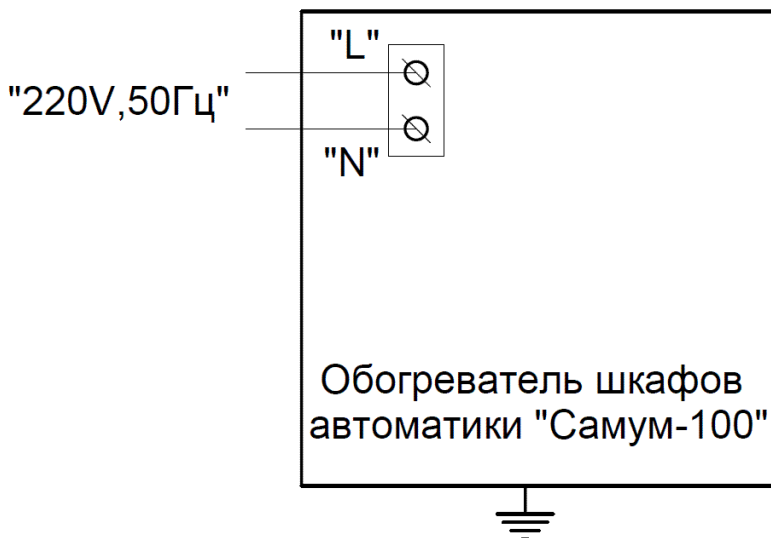 "L"
"220V,50Гц"
"N"
Обогреватель шкафов
автоматики "Самум-100"